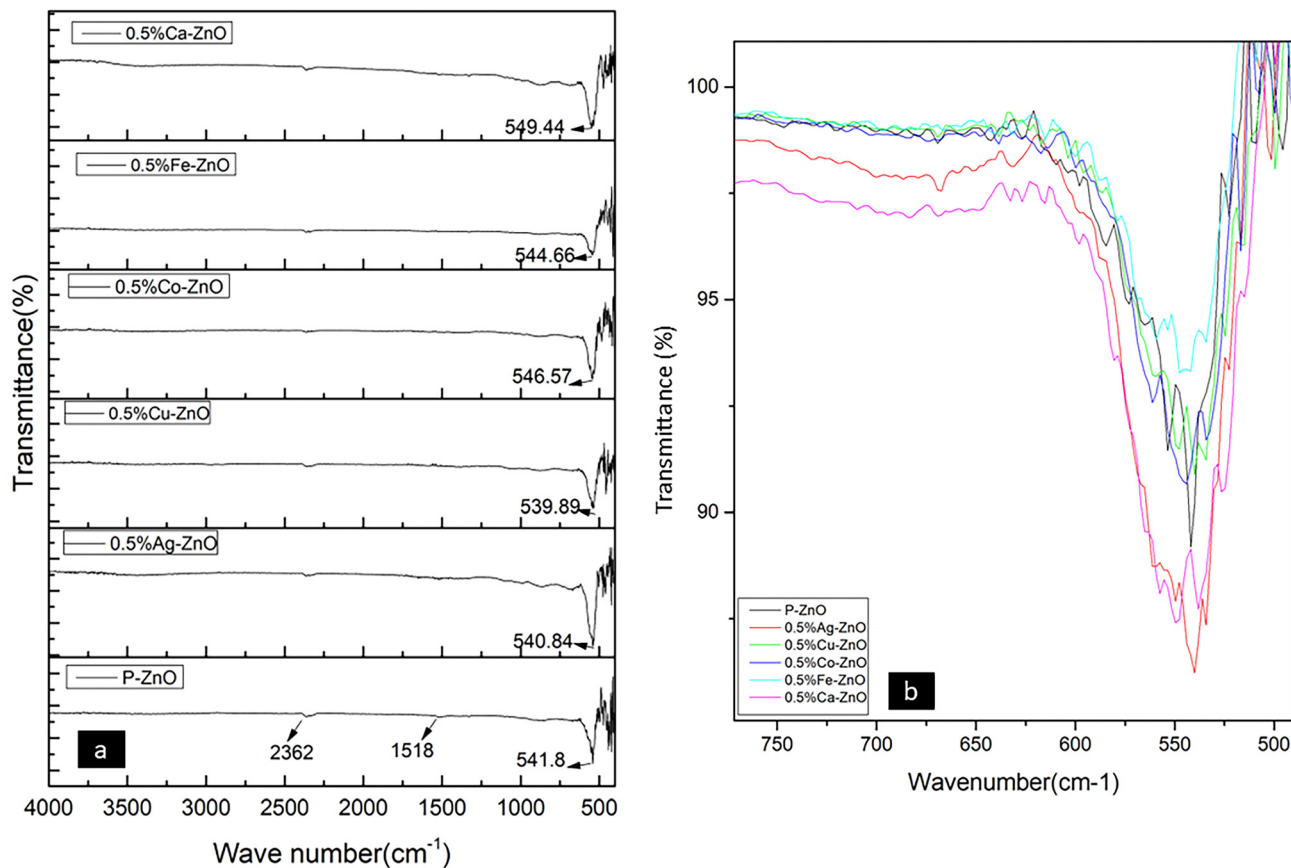 0.5%Ca-ZnO
549.44
0.5%Fe-ZnO
544.66
0.5%Co-ZnO
546.57
0.5%Cu-ZnO
539.89
0.5%Ag-ZnO
540.84
P-ZnO
2362
1518
541.8
a
Transmittance(%)
4000 3500 3000 2500 2000 1500 1000 500
Wave number(cm-1)
100
95
90
Transmittance (%)
P-ZnO
0.5%Ag-ZnO
0.5%Cu-ZnO
0.5%Co-ZnO
0.5%Fe-ZnO
0.5%Ca-ZnO
b
750 700 650 600 550 500
Wavenumber(cm-1)